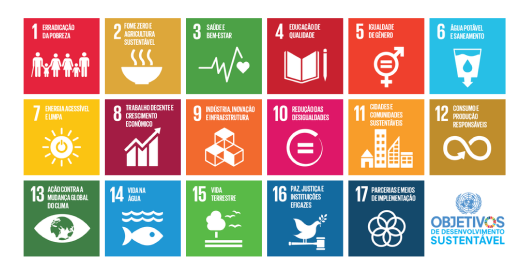 1 ERRADICAÇÃO
DA POBREZA
2 FOME ZERO E
AGRICULTURA
SUSTENTÁVEL
3 SAÚDE E
BEM-ESTAR
4 EDUCAÇÃO DE
QUALIDADE
5 IGUALDADE
DE GÊNERO
6 ÁGUA POTÁVEL
E SANEAMENTO
7 ENERGIA ACESSÍVEL
E LIMPA
8 TRABALHO DECENTE E
CRESCIMENTO
ECONÔMICO
9 INDÚSTRIA, INOVAÇÃO
E INFRAESTRUTURA
10 REDUÇÃO DAS
DESIGUALDADES
11 CIDADES E
COMUNIDADES
SUSTENTÁVEIS
12 CONSUMO E
PRODUÇÃO
RESPONSÁVEIS
13 AÇÃO CONTRA A
MUDANÇA GLOBAL
DO CLIMA
14 VIDA NA
ÁGUA
15 VIDA
TERRESTRE
16 PAZ, JUSTIÇA E
INSTITUIÇÕES
EFICAZES
17 PARCERIAS E MEIOS
DE IMPLEMENTAÇÃO
OBJETIVOS
DE DESENVOLVIMENTO
SUSTENTÁVEL